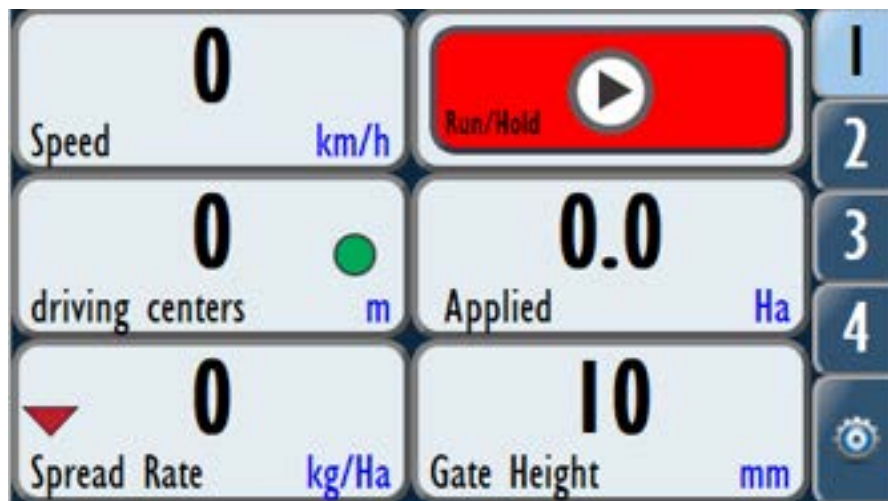 0
Speed km/h
Run/Hold
0
driving centers m
0.0
Applied Ha
0
Spread Rate kg/Ha
10
Gate Height mm
1
2
3
4